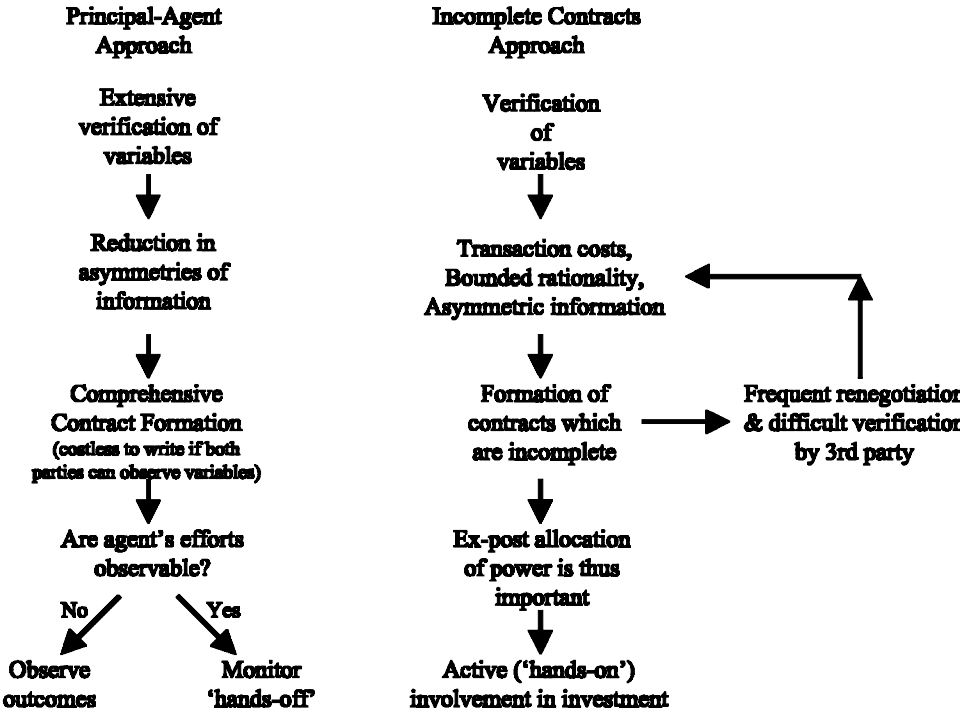 Principal-Agent
Approach
Extensive
verification of
variables
Reduction in
asymmetries of
information
Comprehensive
Contract Formation
(costless to write if both
parties can observe variables)
Are agent's efforts
observable?
No
Yes
Observe
outcomes
Monitor
'hands-off'
Incomplete Contracts
Approach
Verification
of
variables
Transaction costs,
Bounded rationality,
Asymmetric information
Formation of
contracts which
are incomplete
Frequent renegotiation
& difficult verification
by 3rd party
Ex-post allocation
of power is thus
important
Active ('hands-on')
involvement in investment